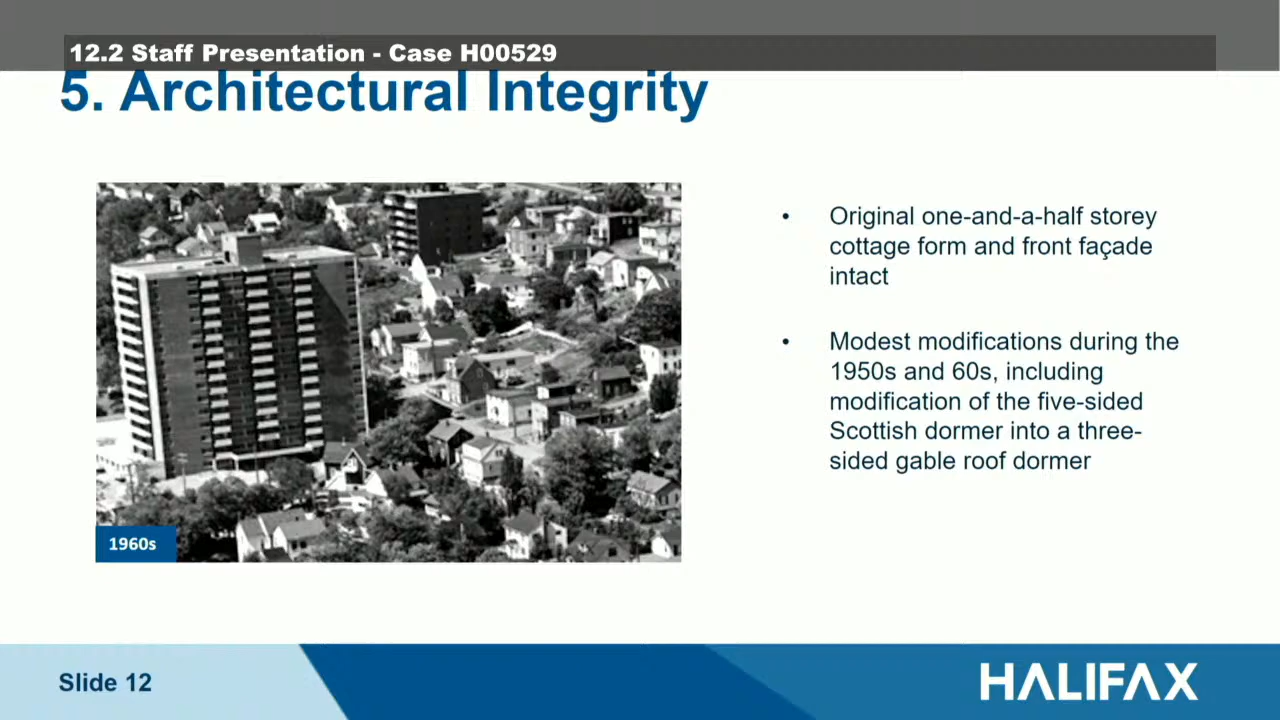 12.2 Staff Presentation - Case H00529
5. Architectural Integrity
• Original one-and-a-half storey
cottage form and front façade
intact
• Modest modifications during the
1950s and 60s, including
modification of the five-sided
Scottish dormer into a three-
sided gable roof dormer
1960s
Slide 12
HALIFAX